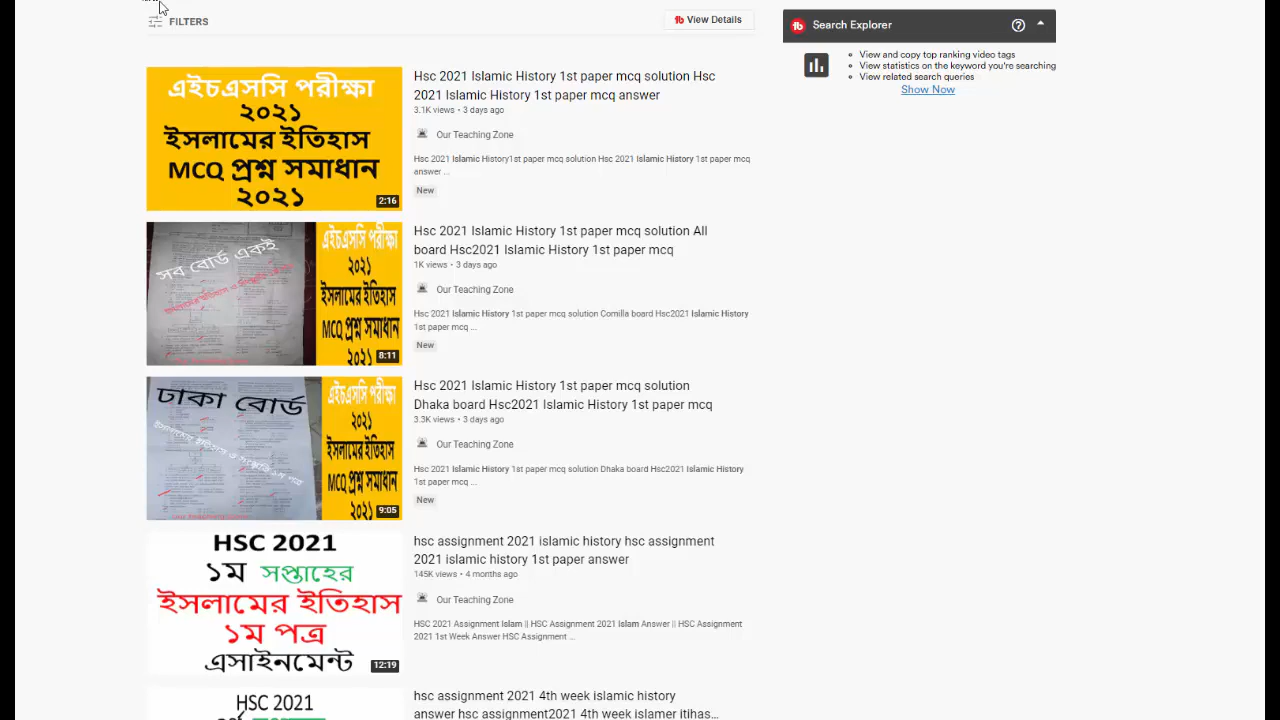 FILTERS
View Details
Search Explorer
View and copy top ranking video tags
View statistics on the keyword you're searching
View related search queries
Show Now
এইচএসসি পরীক্ষা
২০২১
ইসলামের ইতিহাস
MCQ প্রশ্ন সমাধান
২০২১
2:16
Hsc 2021 Islamic History 1st paper mcq solution Hsc
2021 Islamic History 1st paper mcq answer
3.1K views • 3 days ago
Our Teaching Zone
Hsc 2021 Islamic History1st paper mcq solution Hsc 2021 Islamic History 1st paper mcq
answer ...
New
সব বোর্ড একই
এইচএসসি পরীক্ষা
২০২১
ইসলামের ইতিহাস
MCQ প্রশ্ন সমাধান
২০২১
8:11
Hsc 2021 Islamic History 1st paper mcq solution All
board Hsc2021 Islamic History 1st paper mcq
1K views • 3 days ago
Our Teaching Zone
Hsc 2021 Islamic History 1st paper mcq solution Comilla board Hsc2021 Islamic History
1st paper mcq ...
New
ঢাকা বোর্ড
এইচএসসি পরীক্ষা
২০২১
ইসলামের ইতিহাস
MCQ প্রশ্ন সমাধান
২০২১
9:05
Hsc 2021 Islamic History 1st paper mcq solution
Dhaka board Hsc2021 Islamic History 1st paper mcq
3.3K views • 3 days ago
Our Teaching Zone
Hsc 2021 Islamic History 1st paper mcq solution Dhaka board Hsc2021 Islamic History
1st paper mcq ...
New
HSC 2021
১ম সপ্তাহের
ইসলামের ইতিহাস
১ম পত্র
এসাইনমেন্ট
12:19
hsc assignment 2021 islamic history hsc assignment
2021 islamic history 1st paper answer
145K views • 4 months ago
Our Teaching Zone
HSC 2021 Assignment Islam || HSC Assignment 2021 Islam Answer || HSC Assignment
2021 1st Week Answer HSC Assignment ...
HSC 2021
hsc assignment 2021 4th week islamic history
answer hsc assignment2021 4th week islamer itihas...